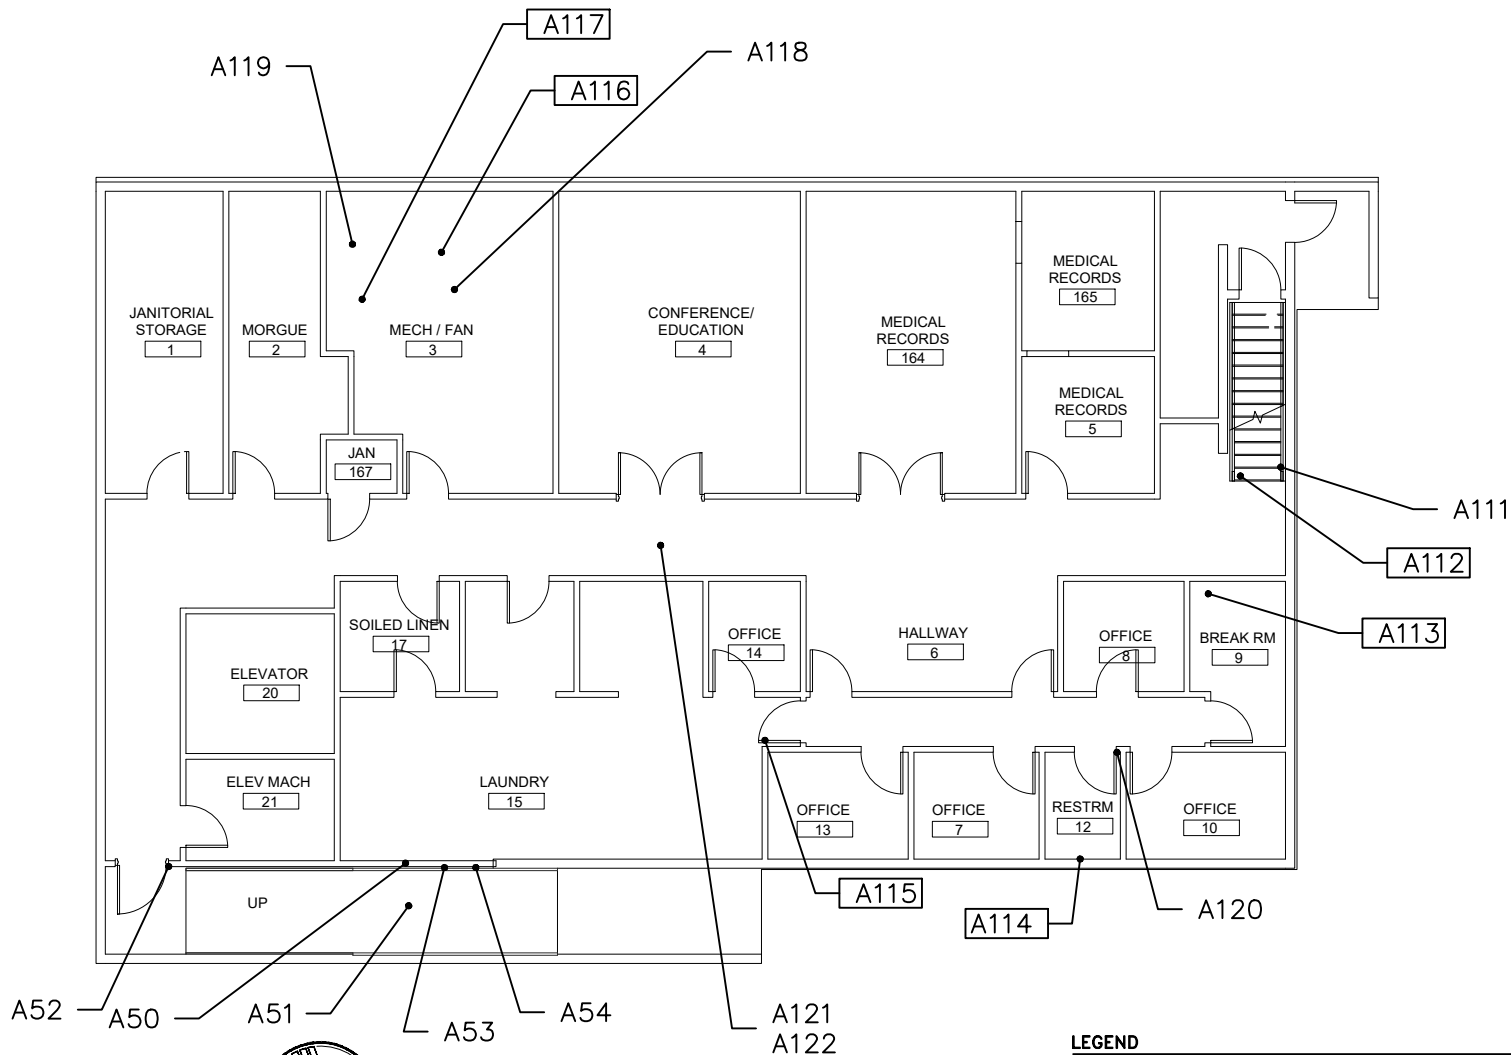 A117
A118
A119
A116
JANITORIAL
STORAGE
1
MORGUE
2
MECH / FAN
3
CONFERENCE/
EDUCATION
4
MEDICAL
RECORDS
164
MEDICAL
RECORDS
165
MEDICAL
RECORDS
5
JAN
167
A111
A112
A113
SOILED LINEN
17
OFFICE
14
HALLWAY
6
OFFICE
8
BREAK RM
9
ELEVATOR
20
ELEV MACH
21
LAUNDRY
15
OFFICE
13
OFFICE
7
RESTRM
12
OFFICE
10
UP
A115
A114
A120
A52
A50
A51
A53
A54
A121
A122
LEGEND